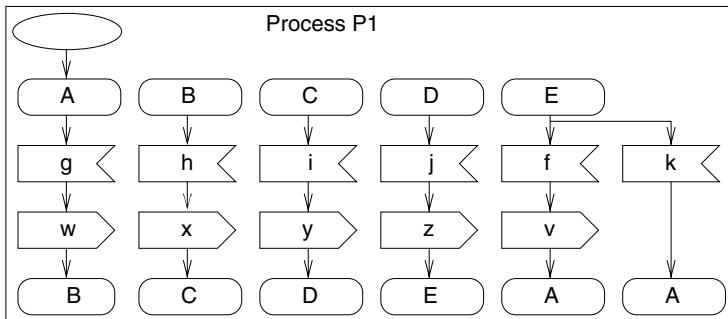 Process P1
A B C D E
g h i j f k
w x y z v
B C D E A A